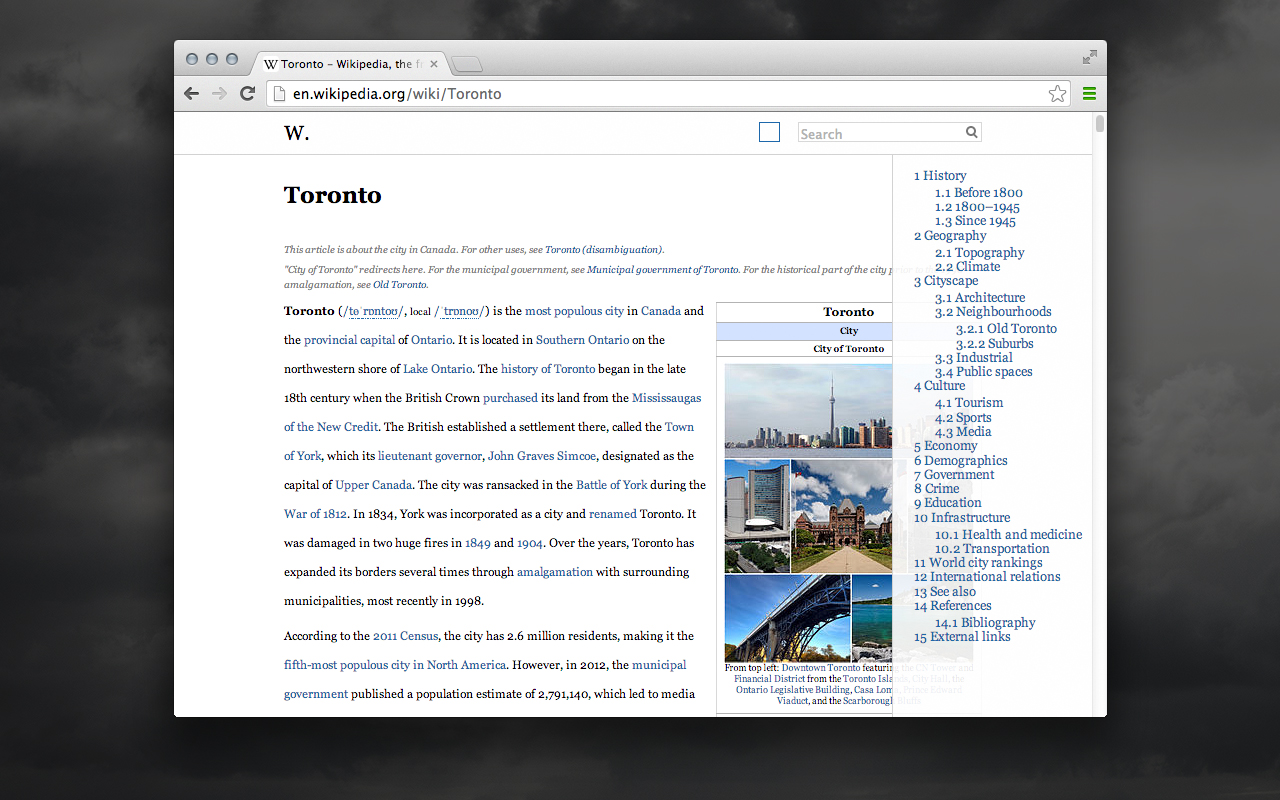 W Toronto – Wikipedia, the f
en.wikipedia.org/wiki/Toronto
W.
Search
Toronto
This article is about the city in Canada. For other uses, see Toronto (disambiguation).
"City of Toronto" redirects here. For the municipal government, see Municipal government of Toronto. For the historical part of the city prior to
amalgamation, see Old Toronto.
Toronto (/təˈrɒntoʊ/, local /ˈtrɒnoʊ/) is the most populous city in Canada and
the provincial capital of Ontario. It is located in Southern Ontario on the
northwestern shore of Lake Ontario. The history of Toronto began in the late
18th century when the British Crown purchased its land from the Mississaugas
of the New Credit. The British established a settlement there, called the Town
of York, which its lieutenant governor, John Graves Simcoe, designated as the
capital of Upper Canada. The city was ransacked in the Battle of York during the
War of 1812. In 1834, York was incorporated as a city and renamed Toronto. It
was damaged in two huge fires in 1849 and 1904. Over the years, Toronto has
expanded its borders several times through amalgamation with surrounding
municipalities, most recently in 1998.
According to the 2011 Census, the city has 2.6 million residents, making it the
fifth-most populous city in North America. However, in 2012, the municipal
government published a population estimate of 2,791,140, which led to media
Toronto
City
City of Toronto
From top left: Downtown Toronto featuring the CN Tower and
Financial District from the Toronto Islands, City Hall, the
Ontario Legislative Building, Casa Loma, Prince Edward
Viaduct, and the Scarborough Bluffs
1 History
1.1 Before 1800
1.2 1800–1945
1.3 Since 1945
2 Geography
2.1 Topography
2.2 Climate
3 Cityscape
3.1 Architecture
3.2 Neighbourhoods
3.2.1 Old Toronto
3.2.2 Suburbs
3.3 Industrial
3.4 Public spaces
4 Culture
4.1 Tourism
4.2 Sports
4.3 Media
5 Economy
6 Demographics
7 Government
8 Crime
9 Education
10 Infrastructure
10.1 Health and medicine
10.2 Transportation
11 World city rankings
12 International relations
13 See also
14 References
14.1 Bibliography
15 External links